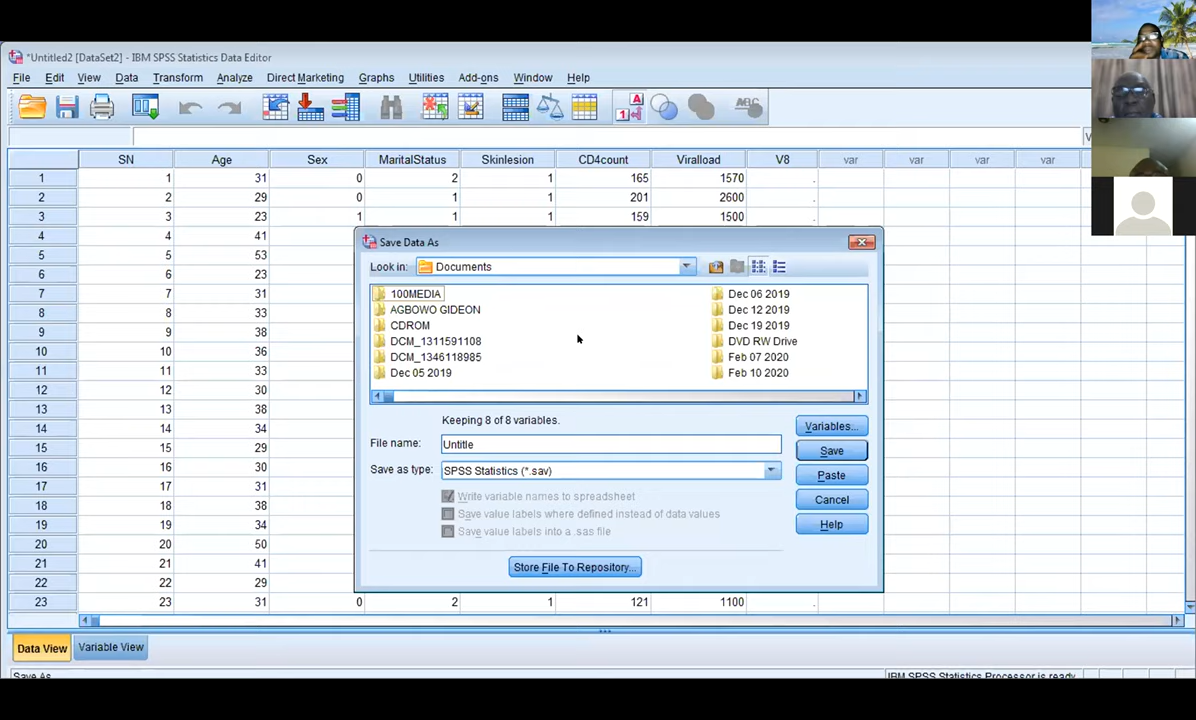 *Untitled2 [DataSet2] - IBM SPSS Statistics Data Editor
File Edit View Data Transform Analyze Direct Marketing Graphs Utilities Add-ons Window Help
SN Age Sex MaritalStatus Skinlesion CD4count Viralload V8 var var var var
1 1 31 0 2 1 165 1570 .
2 2 29 0 1 1 201 2600 .
3 3 23 1 1 1 159 1500 .
4 4 41
5 5 53
6 6 23
7 7 31
8 8 33
9 9 38
10 10 36
11 11 33
12 12 30
13 13 38
14 14 38
15 15 29
16 16 30
17 17 31
18 18 38
19 19 34
20 20 50
21 21 41
22 22 29
23 23 31 0 2 1 121 1100 .
Save Data As
Look in: Documents
100MEDIA
AGBOWO GIDEON
CDROM
DCM_1311591108
DCM_1346118985
Dec 05 2019
Dec 06 2019
Dec 12 2019
Dec 19 2019
DVD RW Drive
Feb 07 2020
Feb 10 2020
Keeping 8 of 8 variables.
File name: Untitle
Save as type: SPSS Statistics (*.sav)
Write variable names to spreadsheet
Save value labels where defined instead of data values
Save value labels into a .sas file
Variables...
Save
Paste
Cancel
Help
Store File To Repository...
Data View Variable View
Save As
IBM SPSS Statistics Processor is ready